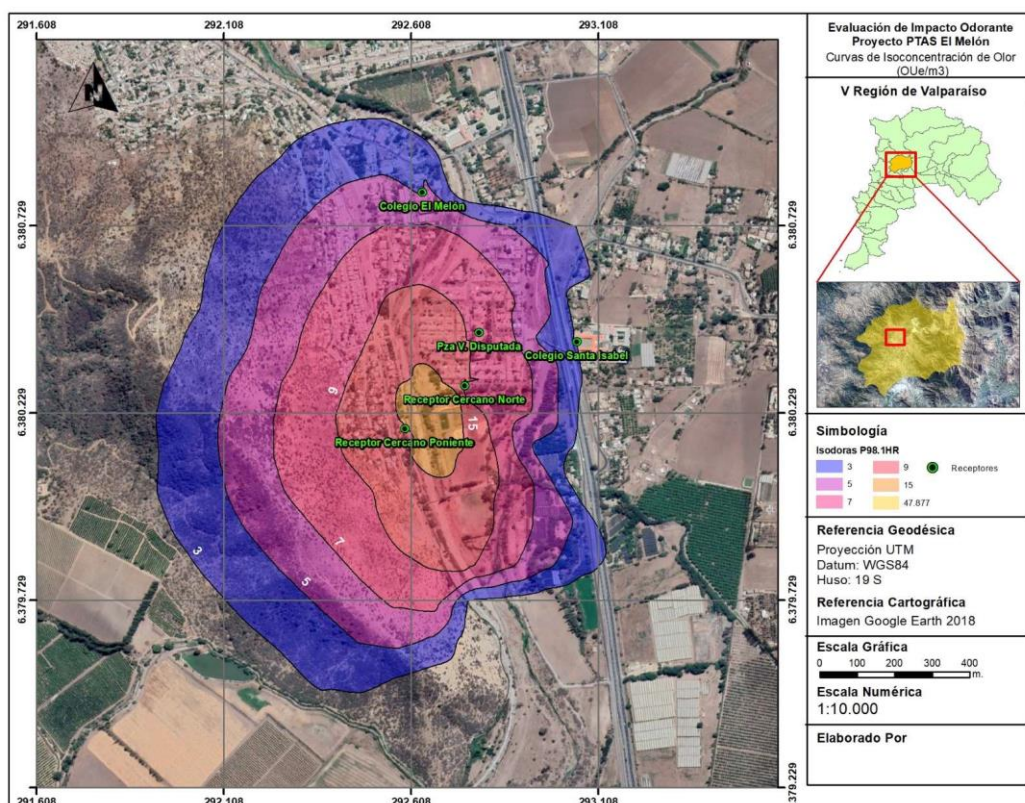 291.608
292.108
292.608
293.108
6.380.729
6.380.729
6.380.229
6.380.229
6.379.729
6.379.729
379.229
N
Colegio El Melón
Pza V. Disputada
Colegio Santa Isabel
Receptor Cercano Norte
Receptor Cercano Poniente
9
15
7
5
3
291.608
292.108
292.608
293.108
Evaluación de Impacto Odorante
Proyecto PTAS El Melón
Curvas de Isoconcentración de Olor
(OUe/m3)
V Región de Valparaíso
Simbología
Isodoras P98.1HR
3
9
Receptores
5
15
7
47.877
Referencia Geodésica
Proyección UTM
Datum: WGS84
Huso: 19 S
Referencia Cartográfica
Imagen Google Earth 2018
Escala Gráfica
0 100 200 300 400
m.
Escala Numérica
1:10.000
Elaborado Por